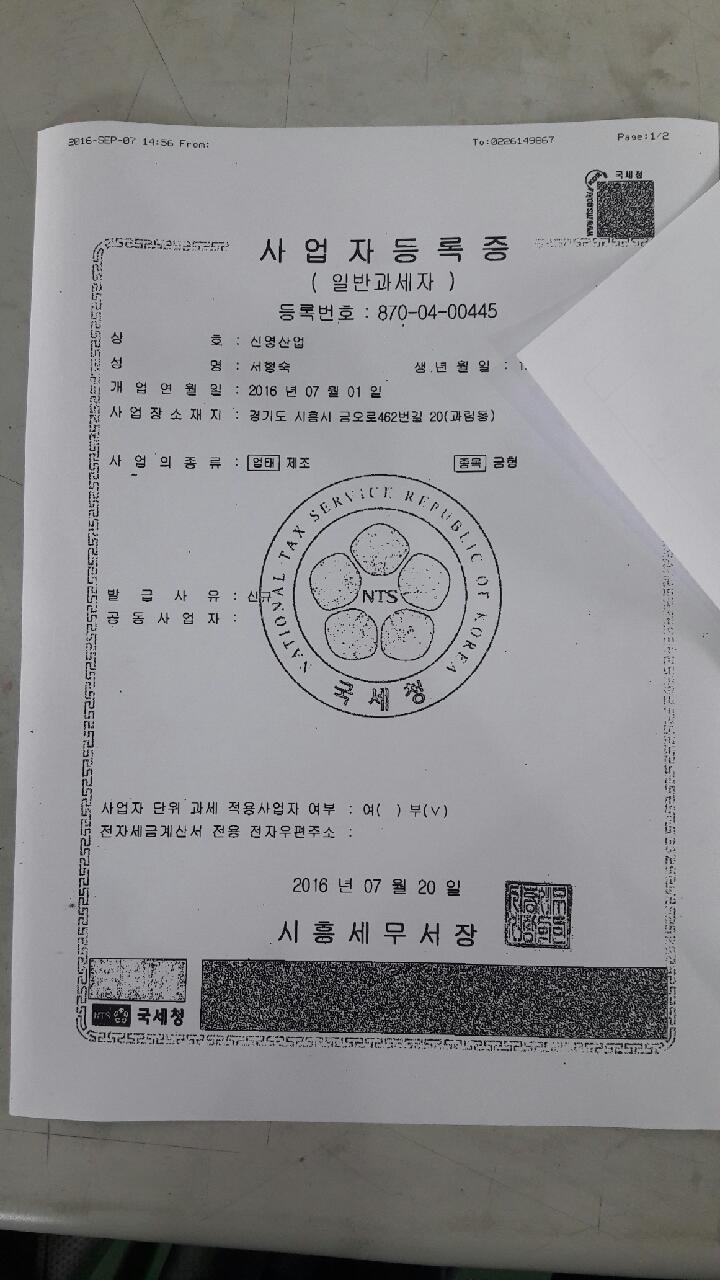 2016-SEP-07 14:56 From: To:0226149867 Page:1/2
국세청
사업자등록증
( 일반과세자 )
등록번호 : 870-04-00445
상 호 : 신명산업
성 명 : 서형숙 생 년 월 일 : 1
개 업 연 월 일 : 2016 년 07 월 01 일
사 업 장 소 재 지 : 경기도 시흥시 금오로462번길 20(과림동)
사 업 의 종 류 : 업태 제조 종목 금형
발 급 사 유 : 신규
공 동 사 업 자 :
NATIONAL TAX SERVICE REPUBLIC OF KOREA
NTS
국세청
사업자 단위 과세 적용사업자 여부 : 여( ) 부(V)
전자세금계산서 전용 전자우편주소 :
2016 년 07 월 20 일
시흥세무서장
NTS 국세청